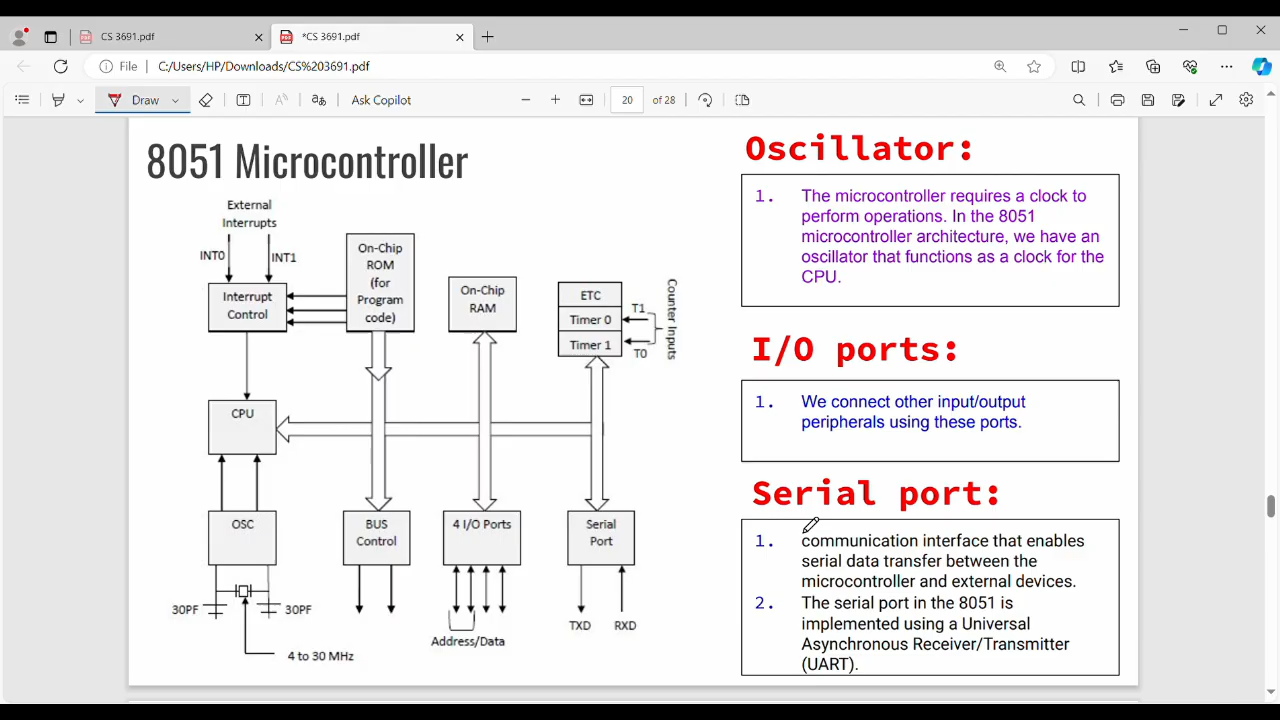 CS 3691.pdf
*CS 3691.pdf
File
C:/Users/HP/Downloads/CS%203691.pdf
Draw
Ask Copilot
20
of 28
8051 Microcontroller
External
Interrupts
INT0
INT1
Interrupt
Control
On-Chip
ROM
(for
Program
code)
On-Chip
RAM
ETC
Timer 0
Timer 1
T1
T0
Counter Inputs
CPU
OSC
BUS
Control
4 I/O Ports
Serial
Port
30PF
30PF
4 to 30 MHz
Address/Data
TXD
RXD
Oscillator:
1. The microcontroller requires a clock to
perform operations. In the 8051
microcontroller architecture, we have an
oscillator that functions as a clock for the
CPU.
I/O ports:
1. We connect other input/output
peripherals using these ports.
Serial port:
1. communication interface that enables
serial data transfer between the
microcontroller and external devices.
2. The serial port in the 8051 is
implemented using a Universal
Asynchronous Receiver/Transmitter
(UART).